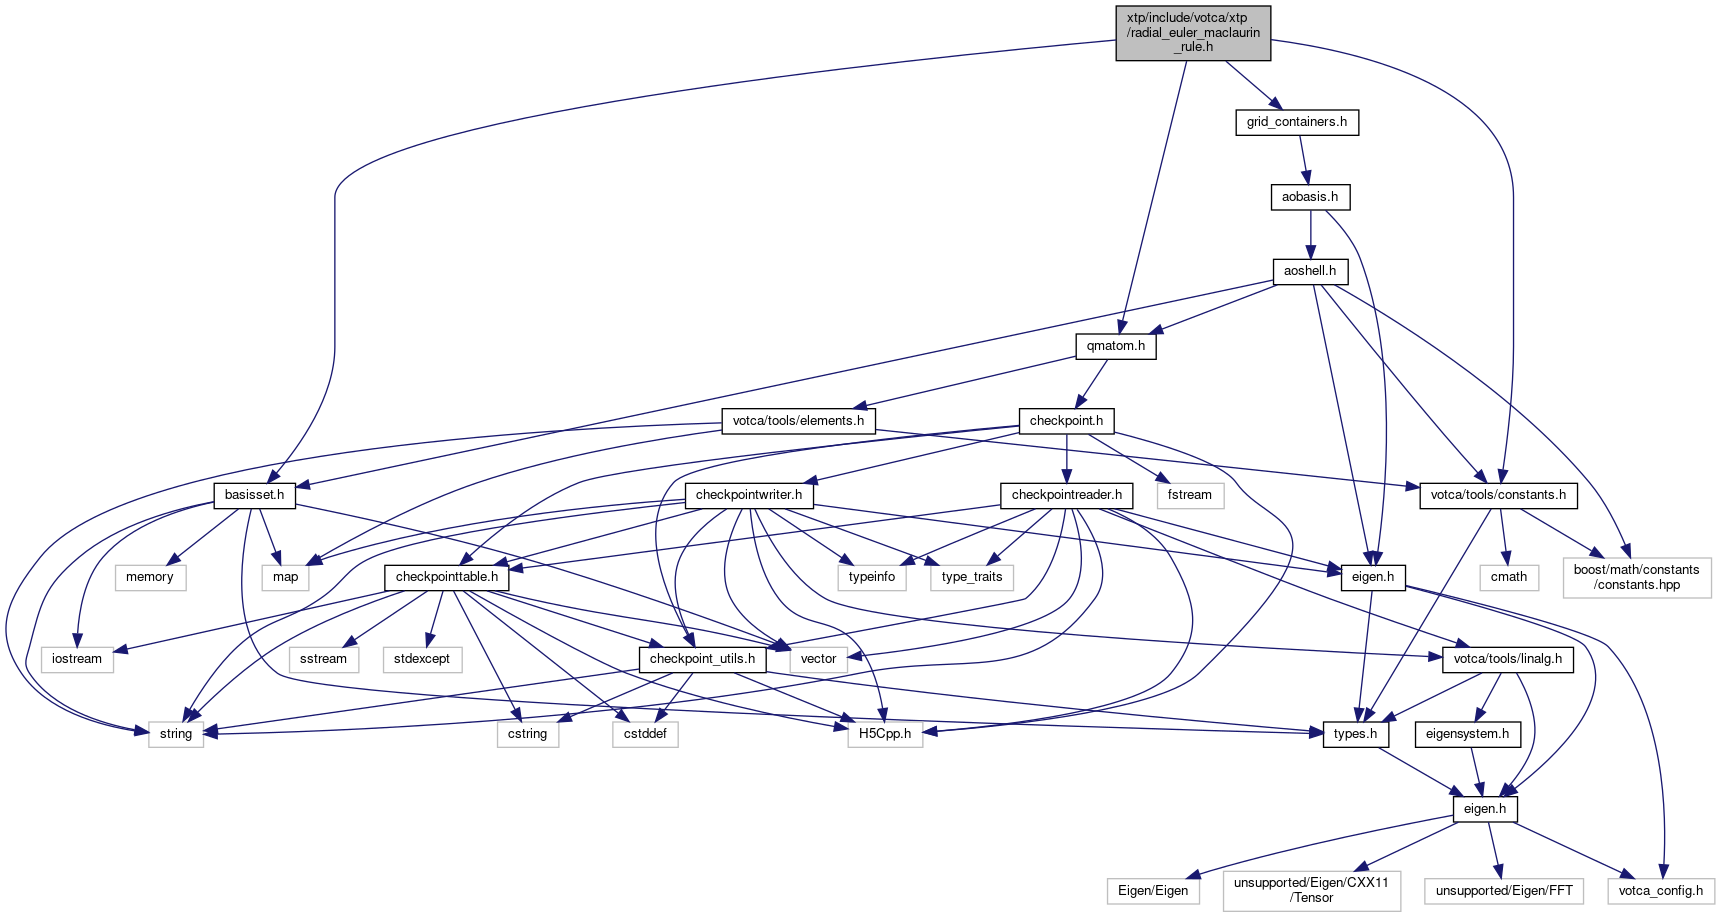 xtp/include/votca/xtp
/radial_euler_maclaurin
_rule.h
grid_containers.h
aobasis.h
aoshell.h
qmatom.h
votca/tools/elements.h
checkpoint.h
basisset.h
checkpointwriter.h
checkpointreader.h
fstream
votca/tools/constants.h
memory
map
checkpointtable.h
typeinfo
type_traits
eigen.h
cmath
boost/math/constants
/constants.hpp
iostream
sstream
stdexcept
checkpoint_utils.h
vector
votca/tools/linalg.h
string
cstring
cstddef
H5Cpp.h
types.h
eigensystem.h
eigen.h
Eigen/Eigen
unsupported/Eigen/CXX11
/Tensor
unsupported/Eigen/FFT
votca_config.h